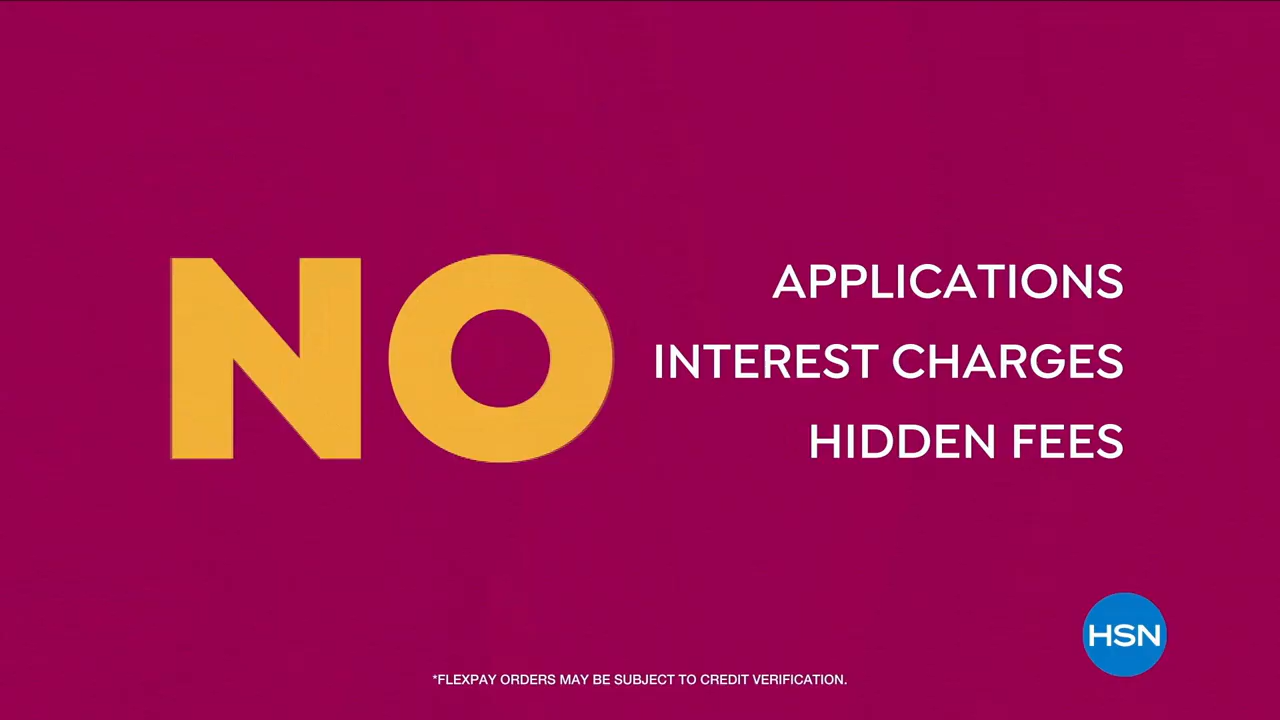 NO
APPLICATIONS
INTEREST CHARGES
HIDDEN FEES
HSN
*FLEXPAY ORDERS MAY BE SUBJECT TO CREDIT VERIFICATION.